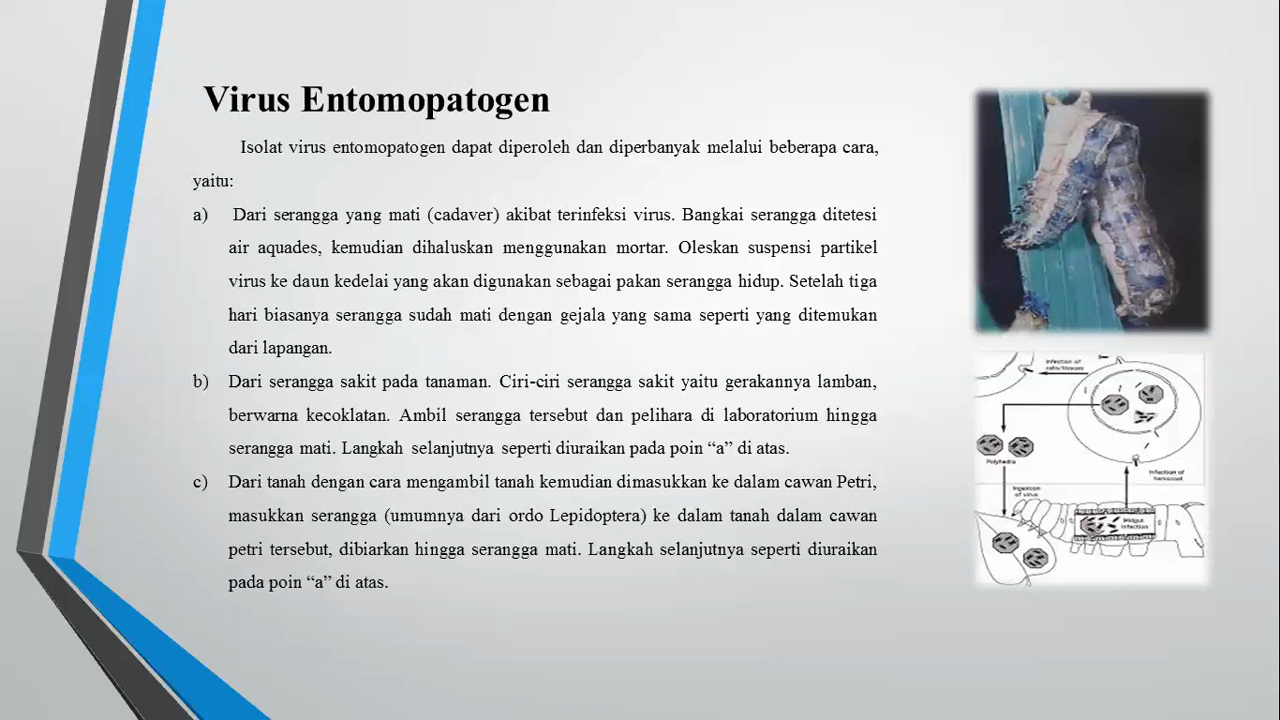 Virus Entomopatogen
Isolat virus entomopatogen dapat diperoleh dan diperbanyak melalui beberapa cara,
yaitu:
a) Dari serangga yang mati (cadaver) akibat terinfeksi virus. Bangkai serangga ditetesi
air aquades, kemudian dihaluskan menggunakan mortar. Oleskan suspensi partikel
virus ke daun kedelai yang akan digunakan sebagai pakan serangga hidup. Setelah tiga
hari biasanya serangga sudah mati dengan gejala yang sama seperti yang ditemukan
dari lapangan.
b) Dari serangga sakit pada tanaman. Ciri-ciri serangga sakit yaitu gerakannya lamban,
berwarna kecoklatan. Ambil serangga tersebut dan pelihara di laboratorium hingga
serangga mati. Langkah selanjutnya seperti diuraikan pada poin “a” di atas.
c) Dari tanah dengan cara mengambil tanah kemudian dimasukkan ke dalam cawan Petri,
masukkan serangga (umumnya dari ordo Lepidoptera) ke dalam tanah dalam cawan
petri tersebut, dibiarkan hingga serangga mati. Langkah selanjutnya seperti diuraikan
pada poin “a” di atas.
Infection of
cells/tissues
Polyhedra
Infection of
hemocoel
Ingestion
of virus
Midgut
infection